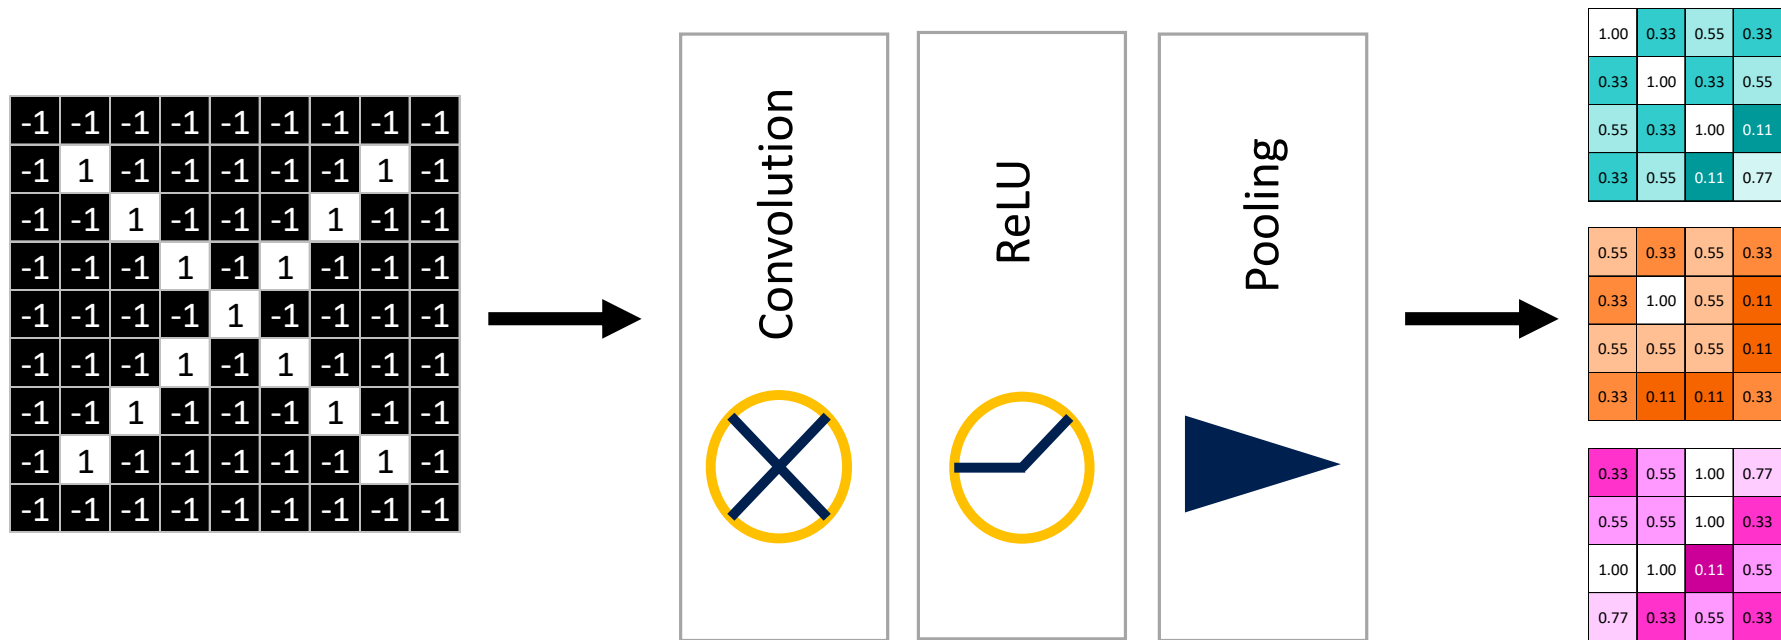 -1 -1 -1 -1 -1 -1 -1 -1 -1
-1 1 -1 -1 -1 -1 -1 1 -1
-1 -1 1 -1 -1 -1 1 -1 -1
-1 -1 -1 1 -1 1 -1 -1 -1
-1 -1 -1 -1 1 -1 -1 -1 -1
-1 -1 -1 1 -1 1 -1 -1 -1
-1 -1 1 -1 -1 -1 1 -1 -1
-1 1 -1 -1 -1 -1 -1 1 -1
-1 -1 -1 -1 -1 -1 -1 -1 -1
Convolution
ReLU
Pooling
1.00 0.33 0.55 0.33
0.33 1.00 0.33 0.55
0.55 0.33 1.00 0.11
0.33 0.55 0.11 0.77
0.55 0.33 0.55 0.33
0.33 1.00 0.55 0.11
0.55 0.55 0.55 0.11
0.33 0.11 0.11 0.33
0.33 0.55 1.00 0.77
0.55 0.55 1.00 0.33
1.00 1.00 0.11 0.55
0.77 0.33 0.55 0.33